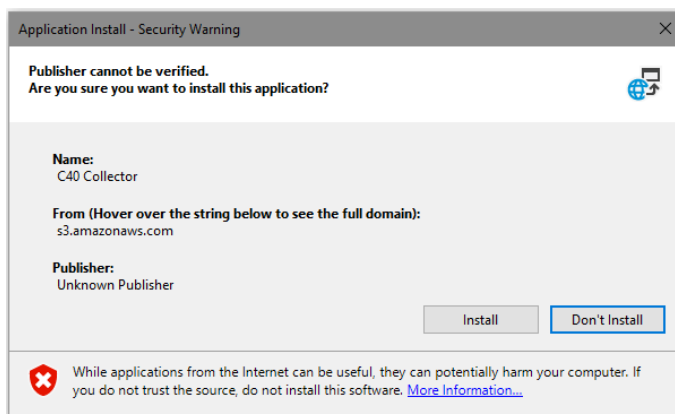 Application Install - Security Warning
Publisher cannot be verified.
Are you sure you want to install this application?
Name:
C40 Collector
From (Hover over the string below to see the full domain):
s3.amazonaws.com
Publisher:
Unknown Publisher
Install Don't Install
While applications from the Internet can be useful, they can potentially harm your computer. If
you do not trust the source, do not install this software. More Information...